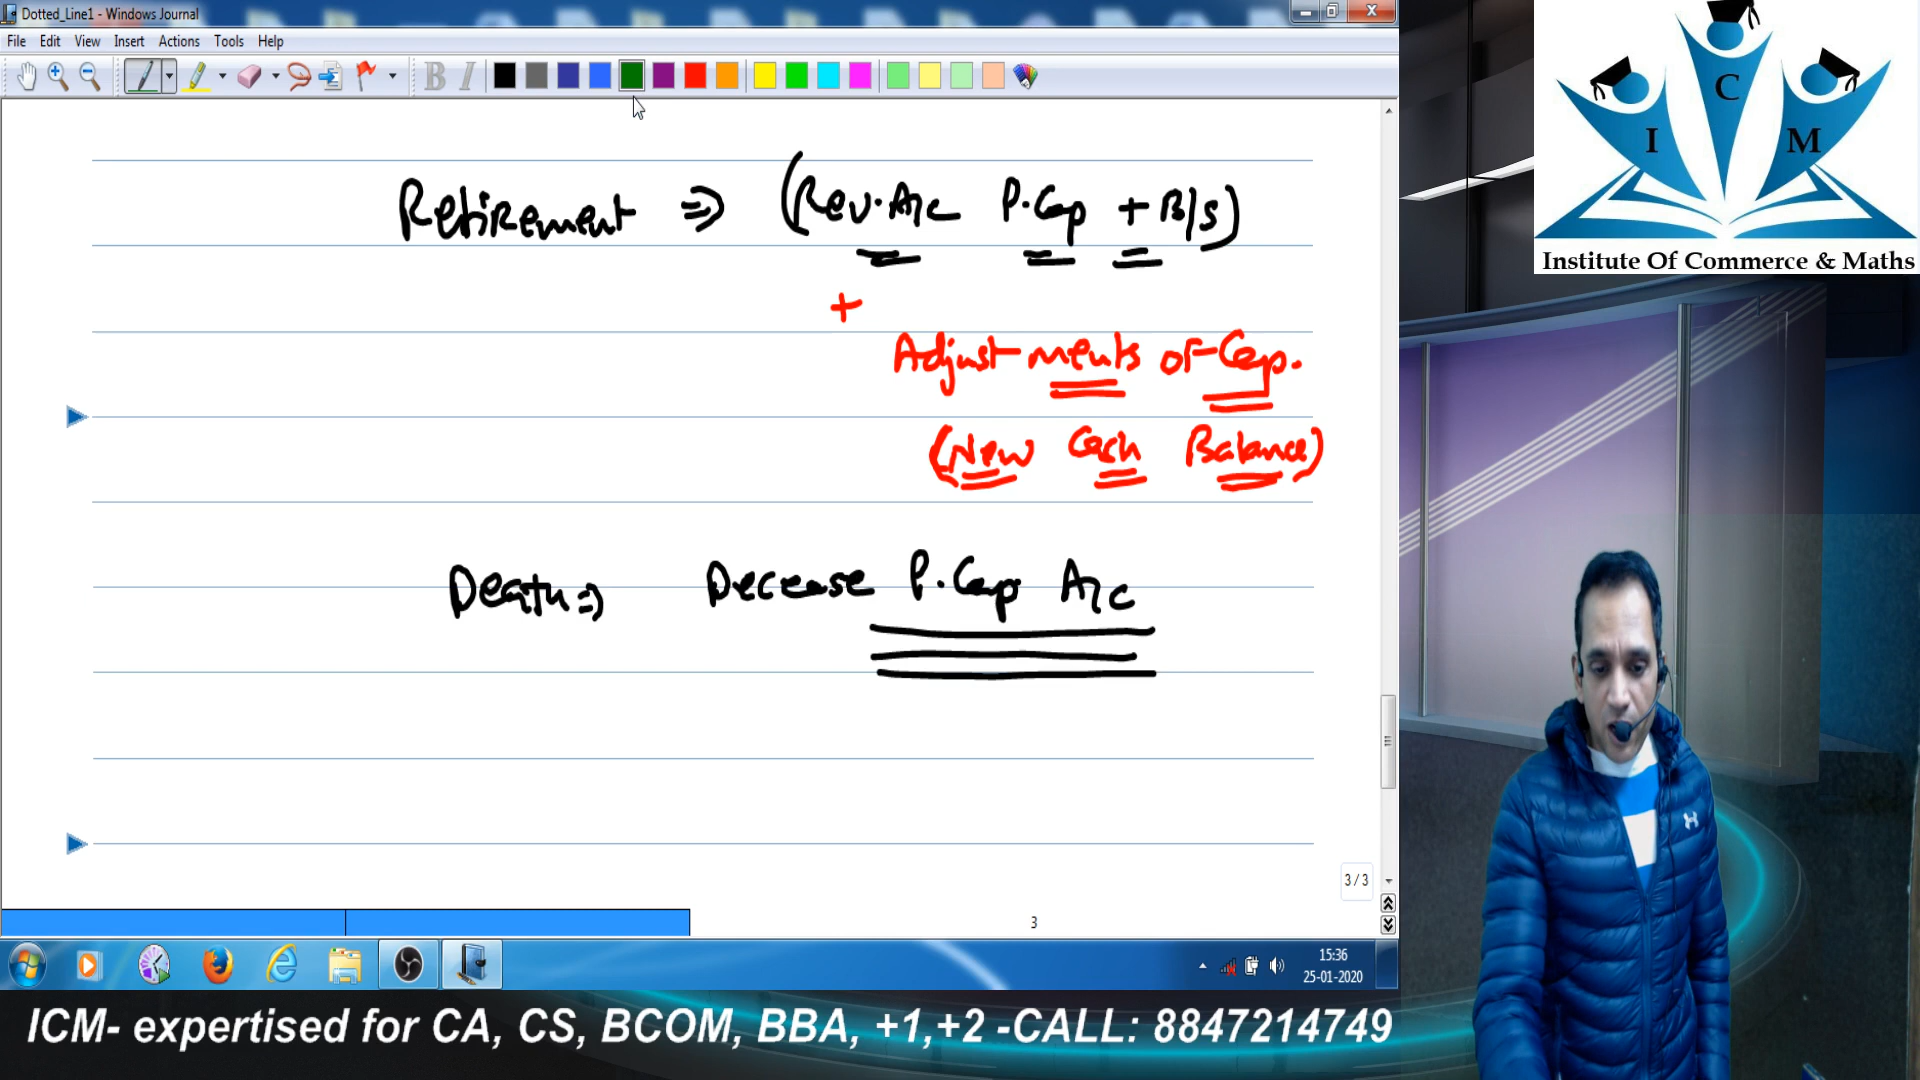 Dotted_Line1 - Windows Journal
File Edit View Insert Actions Tools Help
B I
Retirement ⇒ (Rev. A/c P. Cap + B/S)
+
Adjustments of Cap.
(New Cash Balance)
Death ⇒ Decease P. Cap A/c
3 / 3
3
15:36
25-01-2020
I C M
Institute Of Commerce & Maths
ICM- expertised for CA, CS, BCOM, BBA, +1,+2 -CALL: 8847214749